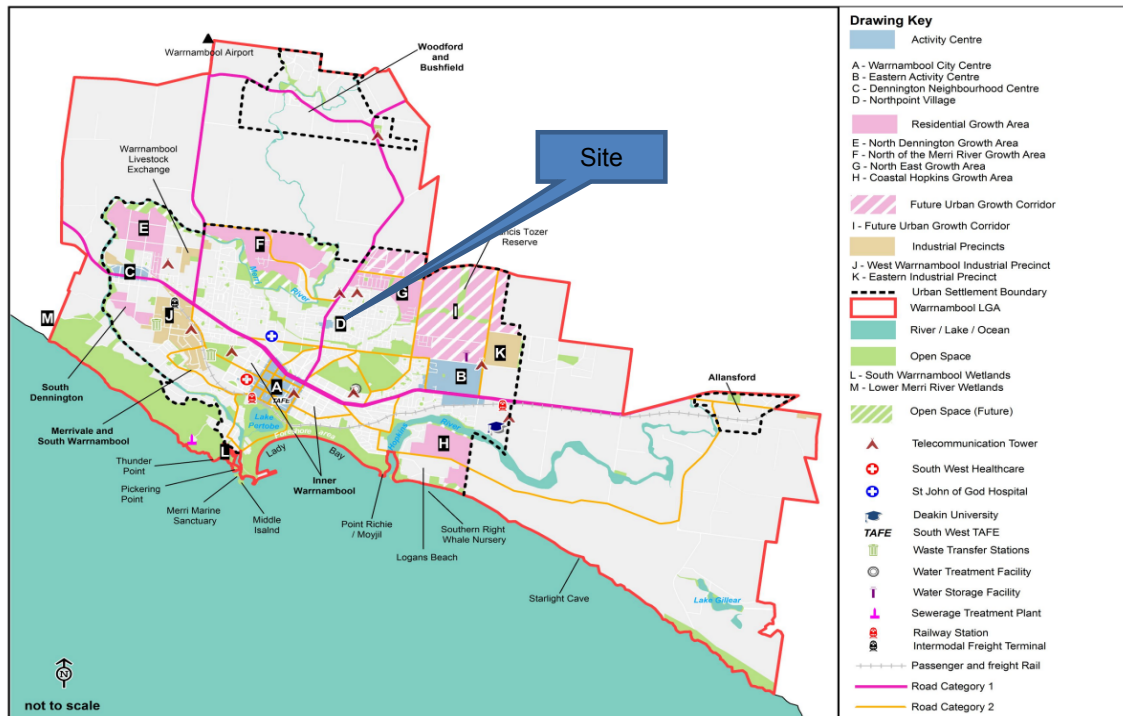 Warrnambool Airport
Woodford
and
Bushfield
Site
Warrnambool
Livestock
Exchange
ncis Tozer
Reserve
E
F
Merri
River
C
G
I
D
M
J
K
B
A
TAFE
South
Dennington
Allansford
Merrivale and
South Warrnambool
Lake
Pertobe
Hopkins
River
H
L
Lady
Bay
Thunder
Point
Pickering
Point
Merri Marine
Sanctuary
Middle
Isalnd
Inner
Warrnambool
Point Richie
/ Moyjil
Logans Beach
Southern Right
Whale Nursery
Starlight Cave
Lake Gillear
N
not to scale
Drawing Key
Activity Centre
A - Warrnambool City Centre
B - Eastern Activity Centre
C - Dennington Neighbourhood Centre
D - Northpoint Village
Residential Growth Area
E - North Dennington Growth Area
F - North of the Merri River Growth Area
G - North East Growth Area
H - Coastal Hopkins Growth Area
Future Urban Growth Corridor
I - Future Urban Growth Corridor
Industrial Precincts
J - West Warrnambool Industrial Precinct
K - Eastern Industrial Precinct
Urban Settlement Boundary
Warrnambool LGA
River / Lake / Ocean
Open Space
L - South Warrnambool Wetlands
M - Lower Merri River Wetlands
Open Space (Future)
Telecommunication Tower
South West Healthcare
St John of God Hospital
Deakin University
TAFE South West TAFE
Waste Transfer Stations
Water Treatment Facility
Water Storage Facility
Sewerage Treatment Plant
Railway Station
Intermodal Freight Terminal
Passenger and freight Rail
Road Category 1
Road Category 2